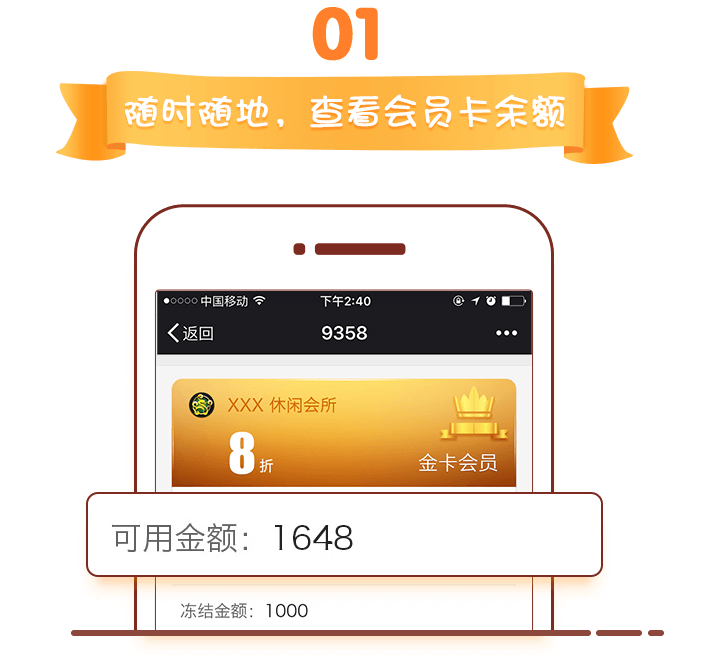 01
随时随地，查看会员卡余额
中国移动 下午2:40
返回 9358
XXX 休闲会所
8折
金卡会员
可用金额：1648
冻结金额：1000